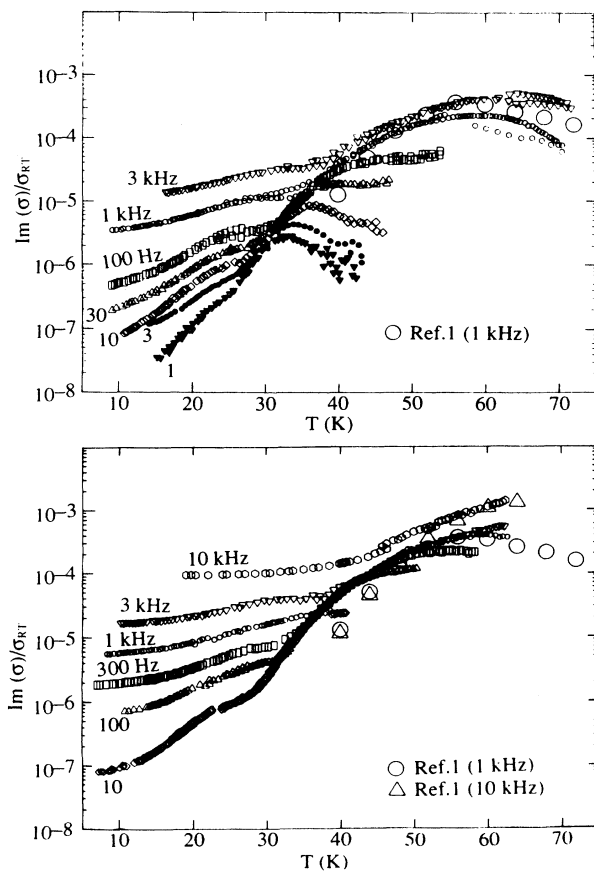 10⁻³
10⁻⁴
10⁻⁵
10⁻⁶
10⁻⁷
10⁻⁸
Im (σ)/σRT
3 kHz
1 kHz
100 Hz
30
10
3
1
Ref.1 (1 kHz)
10 20 30 40 50 60 70
T (K)
10⁻³
10⁻⁴
10⁻⁵
10⁻⁶
10⁻⁷
10⁻⁸
Im (σ)/σRT
10 kHz
3 kHz
1 kHz
300 Hz
100
10
Ref.1 (1 kHz)
Ref.1 (10 kHz)
10 20 30 40 50 60 70
T (K)